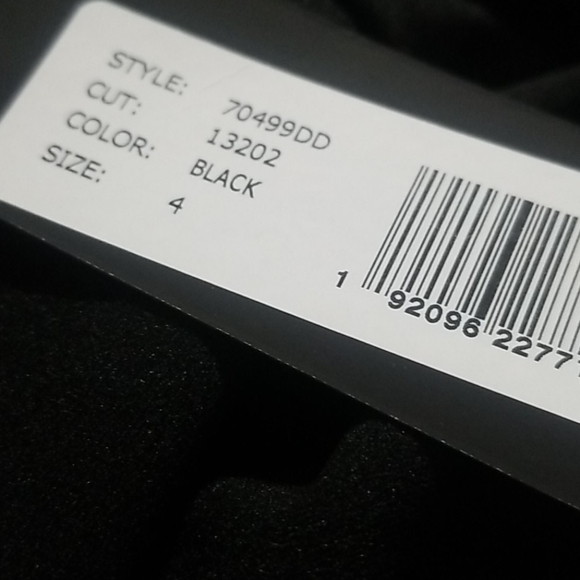 STYLE: 70499DD
CUT: 13202
COLOR: BLACK
SIZE: 4
1 92096 2277